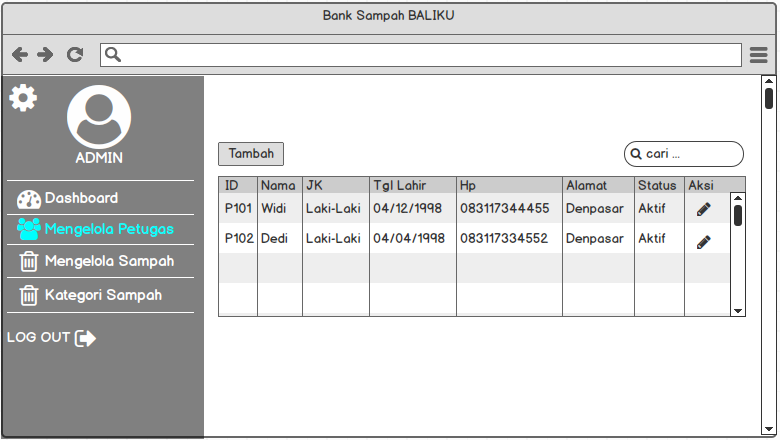 Bank Sampah BALIKU
ADMIN
Dashboard
Mengelola Petugas
Mengelola Sampah
Kategori Sampah
LOG OUT
Tambah
cari ...
ID Nama JK Tgl Lahir Hp Alamat Status Aksi
P101 Widi Laki-Laki 04/12/1998 083117344455 Denpasar Aktif
P102 Dedi Laki-Laki 04/04/1998 083117334552 Denpasar Aktif